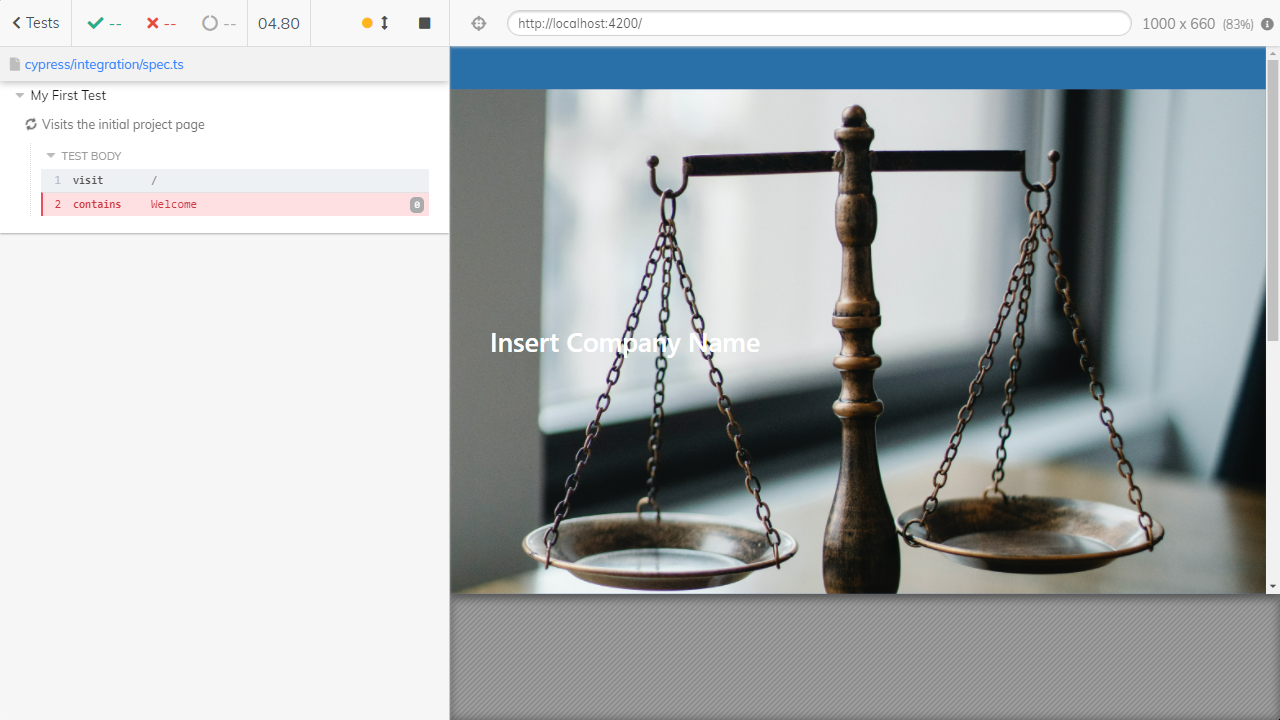 Tests
--
--
--
04.80
http://localhost:4200/
1000 x 660 (83%)
cypress/integration/spec.ts
My First Test
Visits the initial project page
TEST BODY
1 visit /
2 contains Welcome 0
Insert Company Name